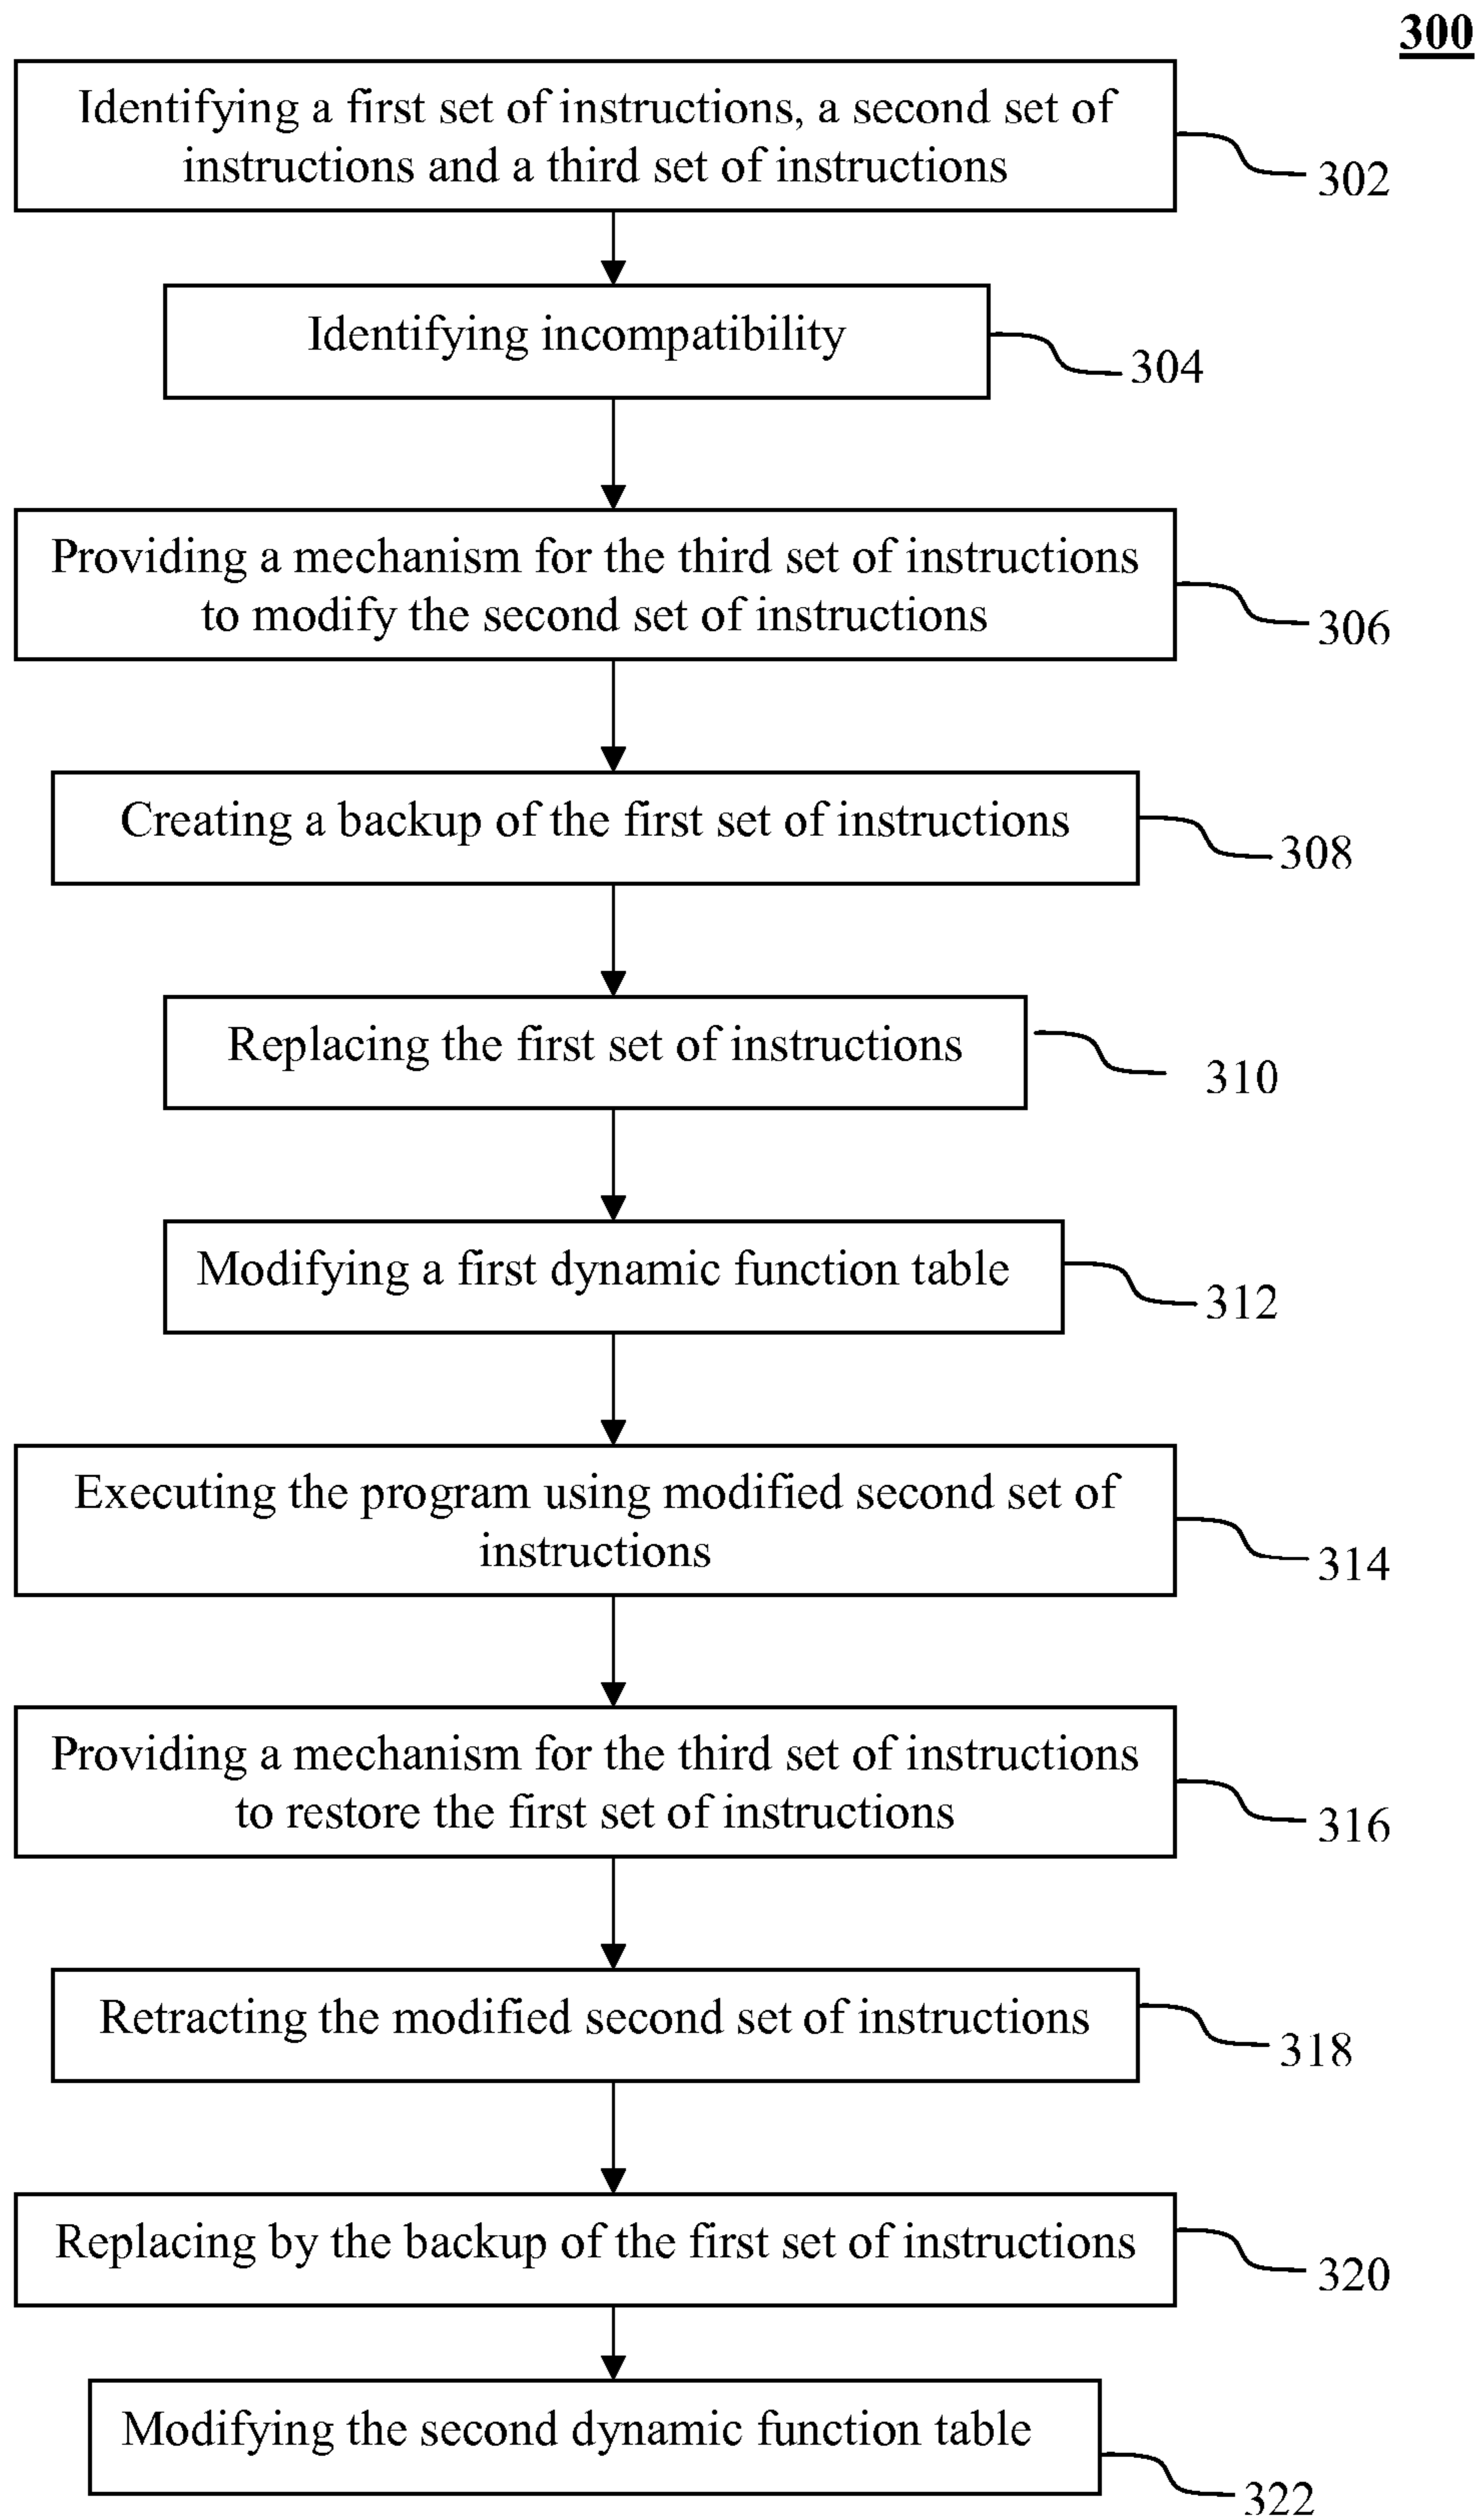 300
Identifying a first set of instructions, a second set of
instructions and a third set of instructions
302
Identifying incompatibility
304
Providing a mechanism for the third set of instructions
to modify the second set of instructions
306
Creating a backup of the first set of instructions
308
Replacing the first set of instructions
310
Modifying a first dynamic function table
312
Executing the program using modified second set of
instructions
314
Providing a mechanism for the third set of instructions
to restore the first set of instructions
316
Retracting the modified second set of instructions
318
Replacing by the backup of the first set of instructions
320
Modifying the second dynamic function table
322